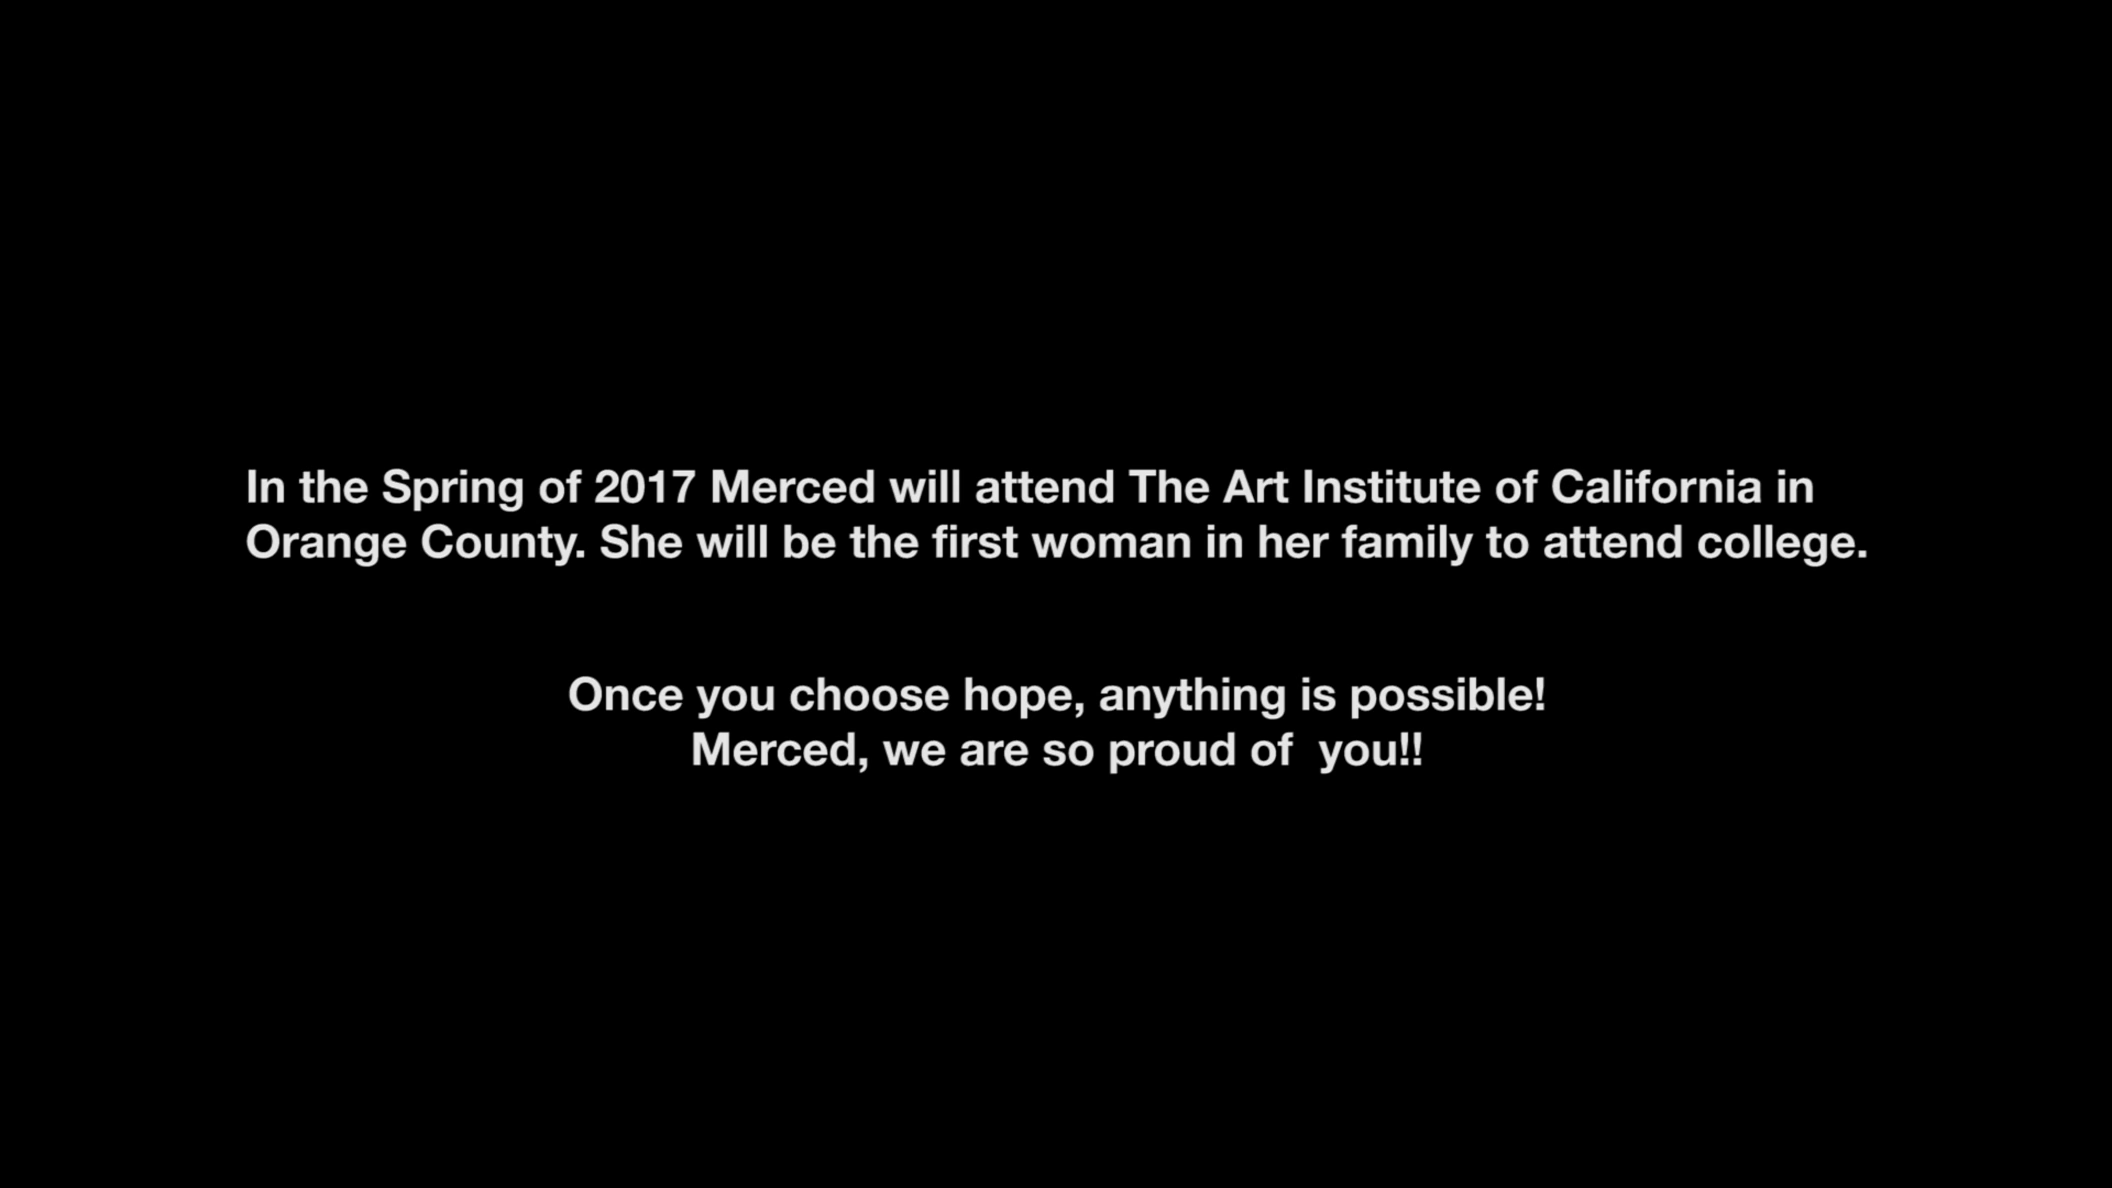 In the Spring of 2017 Merced will attend The Art Institute of California in
Orange County. She will be the first woman in her family to attend college.
Once you choose hope, anything is possible!
Merced, we are so proud of  you!!